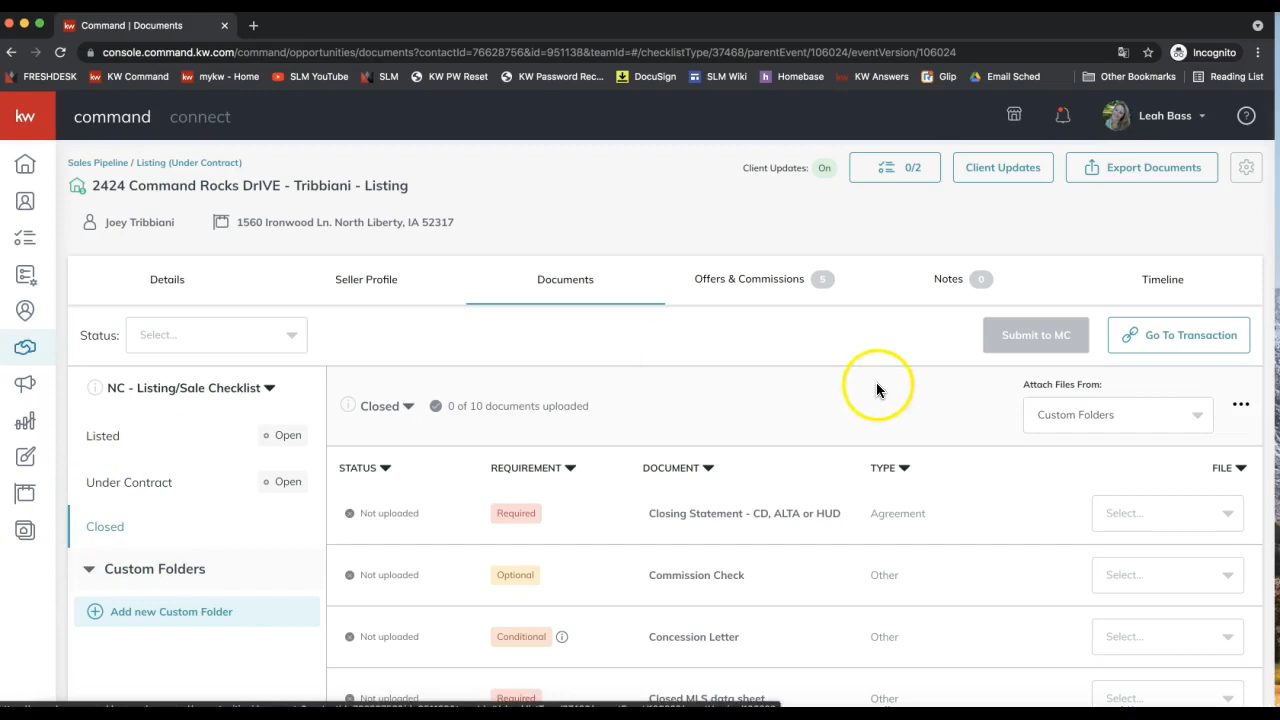 kw Command | Documents × +
console.command.kw.com/command/opportunities/documents?contactId=76628756&id=951138&teamId=#/checklistType/37468/parentEvent/106024/eventVersion/106024 Incognito
FRESHDESK kw KW Command kw mykw - Home SLM YouTube SLM KW PW Reset KW Password Rec... DocuSign SLM Wiki h Homebase kw KW Answers Glip Email Sched Other Bookmarks Reading List
kw command connect Leah Bass ?
Sales Pipeline / Listing (Under Contract)
Client Updates: On 0/2 Client Updates Export Documents
2424 Command Rocks DrIVE - Tribbiani - Listing
Joey Tribbiani 1560 Ironwood Ln. North Liberty, IA 52317
Details Seller Profile Documents Offers & Commissions 5 Notes 0 Timeline
Status: Select... Submit to MC Go To Transaction
NC - Listing/Sale Checklist
Listed Open
Under Contract Open
Closed
Custom Folders
Add new Custom Folder
Attach Files From:
Closed 0 of 10 documents uploaded Custom Folders
STATUS REQUIREMENT DOCUMENT TYPE FILE
Not uploaded Required Closing Statement - CD, ALTA or HUD Agreement Select...
Not uploaded Optional Commission Check Other Select...
Not uploaded Conditional Concession Letter Other Select...
Not uploaded Required Closed MLS data sheet Other Select...